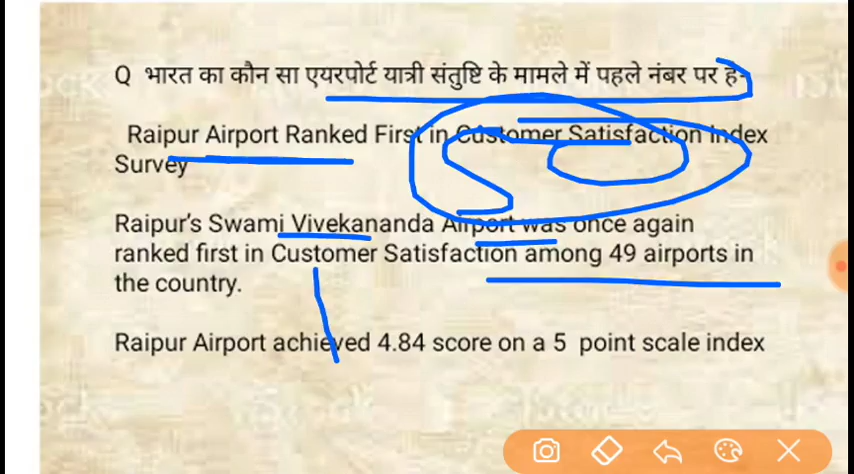 Q भारत का कौन सा एयरपोर्ट यात्री संतुष्टि के मामले में पहले नंबर पर है-
Raipur Airport Ranked First in Customer Satisfaction Index
Survey
Raipur's Swami Vivekananda Airport was once again
ranked first in Customer Satisfaction among 49 airports in
the country.
Raipur Airport achieved 4.84 score on a 5 point scale index